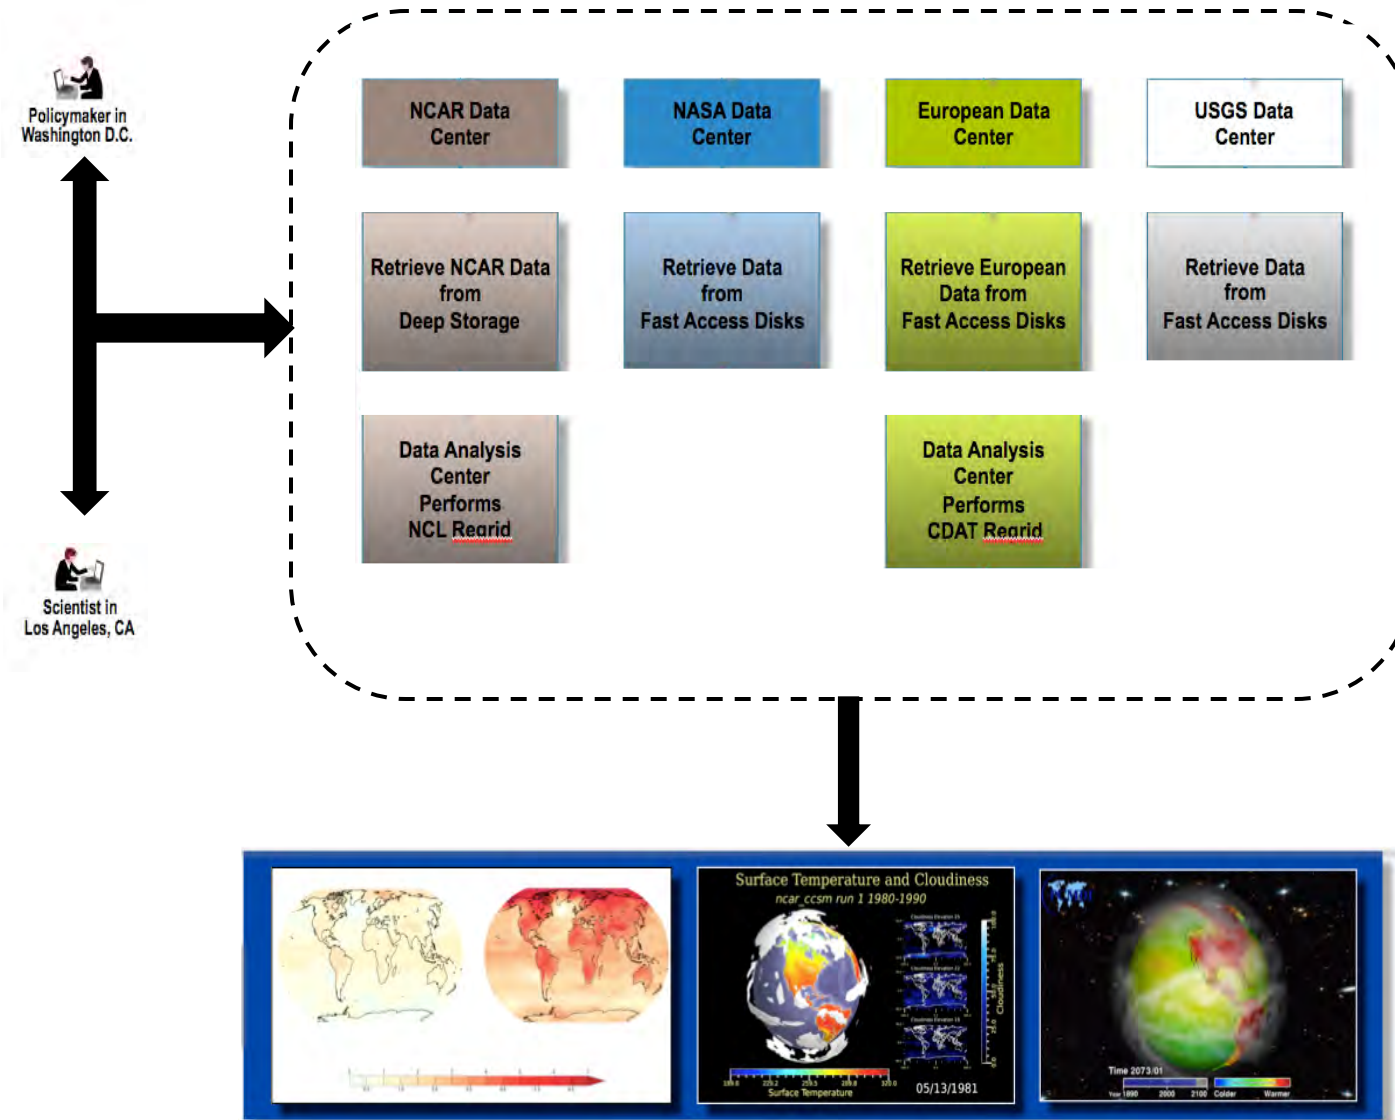 Policymaker in
Washington D.C.
Scientist in
Los Angeles, CA
NCAR Data
Center
NASA Data
Center
European Data
Center
USGS Data
Center
Retrieve NCAR Data
from
Deep Storage
Retrieve Data
from
Fast Access Disks
Retrieve European
Data from
Fast Access Disks
Retrieve Data
from
Fast Access Disks
Data Analysis
Center
Performs
NCL Regrid
Data Analysis
Center
Performs
CDAT Regrid
Surface Temperature and Cloudiness
ncar_ccsm run 1 1980-1990
Cloudiness
Surface Temperature
05/13/1981
Time 2073/01
Year 1890 2000 2100
Colder Warmer